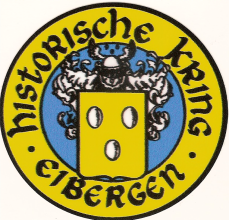 HISTORISCHE KRING
· EIBERGEN ·